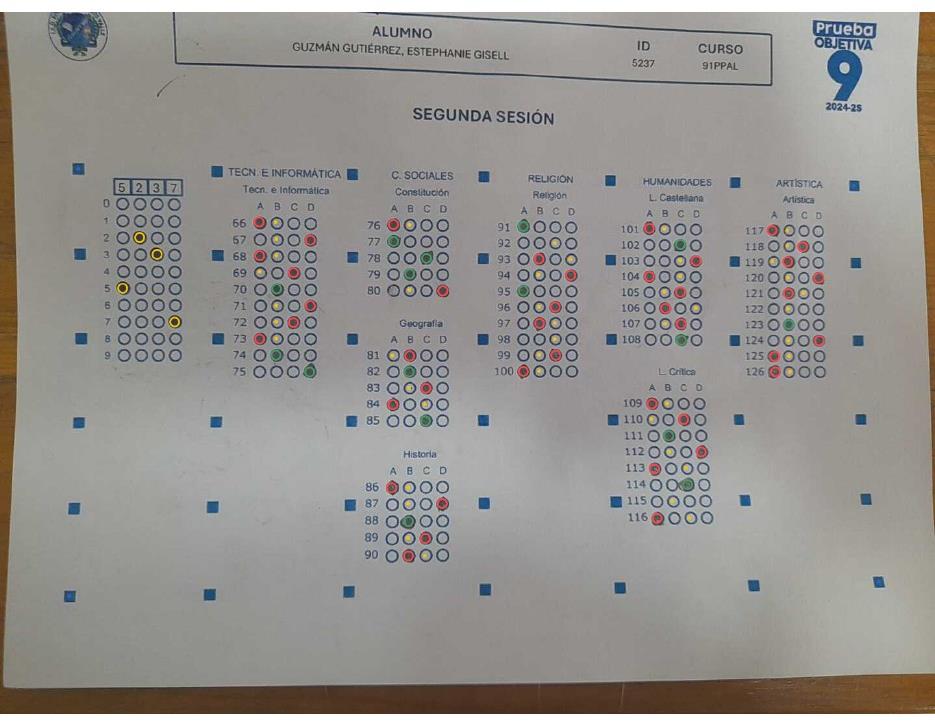 ALUMNO
GUZMÁN GUTIÉRREZ, ESTEPHANIE GISELL
ID
5237
CURSO
91PPAL
Prueba
OBJETIVA
9
2024-25
SEGUNDA SESIÓN
5 2 3 7
0
1
2
3
4
5
6
7
8
9
TECN. E INFORMÁTICA
Tecn. e Informática
A B C D
66
67
68
69
70
71
72
73
74
75
C. SOCIALES
Constitución
A B C D
76
77
78
79
80
Geografía
A B C D
81
82
83
84
85
Historia
A B C D
86
87
88
89
90
RELIGIÓN
Religión
A B C D
91
92
93
94
95
96
97
98
99
100
HUMANIDADES
L. Castellana
A B C D
101
102
103
104
105
106
107
108
L. Crítica
A B C D
109
110
111
112
113
114
115
116
ARTÍSTICA
Artística
A B C D
117
118
119
120
121
122
123
124
125
126